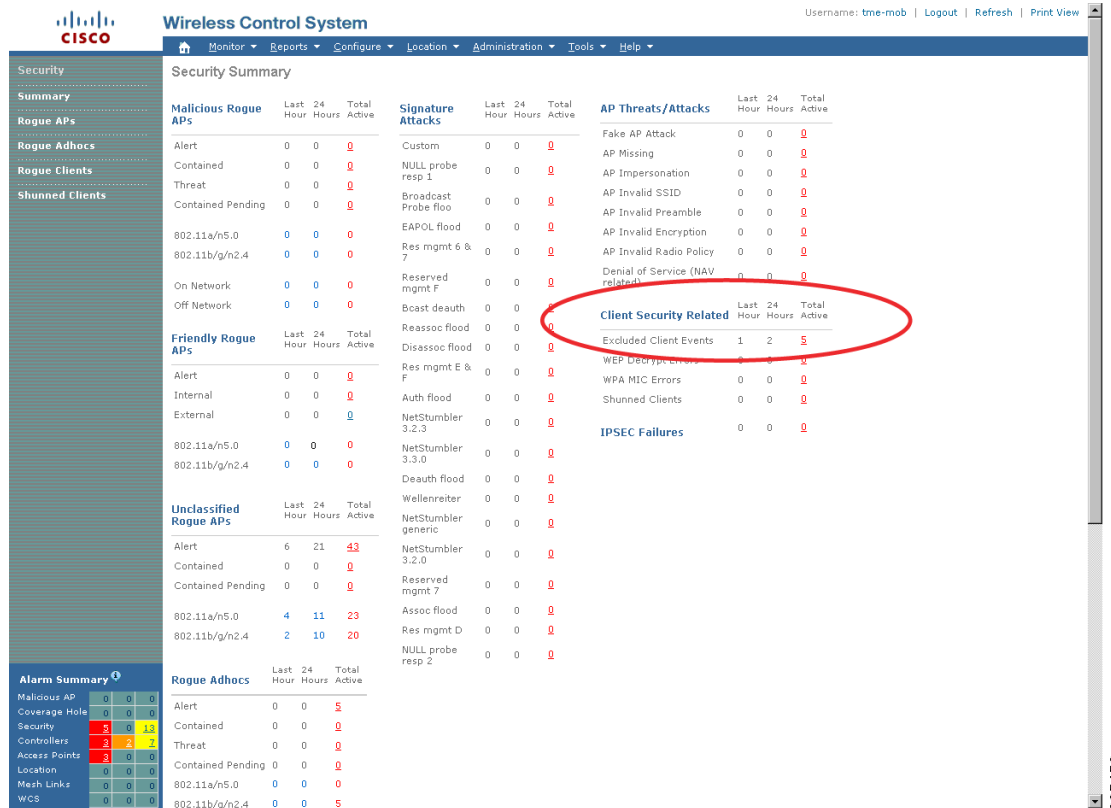 Username: tme-mob | Logout | Refresh | Print View
CISCO
Wireless Control System
Monitor Reports Configure Location Administration Tools Help
Security
Summary
Rogue APs
Rogue Adhocs
Rogue Clients
Shunned Clients
Security Summary
Malicious Rogue APs Last Hour 24 Hours Total Active
Alert 0 0 0
Contained 0 0 0
Threat 0 0 0
Contained Pending 0 0 0
802.11a/n5.0 0 0 0
802.11b/g/n2.4 0 0 0
On Network 0 0 0
Off Network 0 0 0
Friendly Rogue APs Last Hour 24 Hours Total Active
Alert 0 0 0
Internal 0 0 0
External 0 0 0
802.11a/n5.0 0 0 0
802.11b/g/n2.4 0 0 0
Unclassified Rogue APs Last Hour 24 Hours Total Active
Alert 6 21 43
Contained 0 0 0
Contained Pending 0 0 0
802.11a/n5.0 4 11 23
802.11b/g/n2.4 2 10 20
Rogue Adhocs Last Hour 24 Hours Total Active
Alert 0 0 5
Contained 0 0 0
Threat 0 0 0
Contained Pending 0 0 0
802.11a/n5.0 0 0 0
802.11b/g/n2.4 0 0 5
Signature Attacks Last Hour 24 Hours Total Active
Custom 0 0 0
NULL probe resp 1 0 0 0
Broadcast Probe floo 0 0 0
EAPOL flood 0 0 0
Res mgmt 6 & 7 0 0 0
Reserved mgmt F 0 0 0
Bcast deauth 0 0
Reassoc flood 0 0 0
Disassoc flood 0 0 0
Res mgmt E & F 0 0 0
Auth flood 0 0 0
NetStumbler 3.2.3 0 0 0
NetStumbler 3.3.0 0 0 0
Deauth flood 0 0 0
Wellenreiter 0 0 0
NetStumbler generic 0 0 0
NetStumbler 3.2.0 0 0 0
Reserved mgmt 7 0 0 0
Assoc flood 0 0 0
Res mgmt D 0 0 0
NULL probe resp 2 0 0 0
AP Threats/Attacks Last Hour 24 Hours Total Active
Fake AP Attack 0 0 0
AP Missing 0 0 0
AP Impersonation 0 0 0
AP Invalid SSID 0 0 0
AP Invalid Preamble 0 0 0
AP Invalid Encryption 0 0 0
AP Invalid Radio Policy 0 0 0
Denial of Service (NAV related) 0 0 0
Client Security Related Last Hour 24 Hours Total Active
Excluded Client Events 1 2 5
WEP Decrypt Errors 0 0 0
WPA MIC Errors 0 0 0
Shunned Clients 0 0 0
IPSEC Failures 0 0 0
Alarm Summary
Malicious AP 0 0 0
Coverage Hole 0 0 0
Security 5 0 13
Controllers 3 2 7
Access Points 3 0 0
Location 0 0 0
Mesh Links 0 0 0
WCS 0 0 0